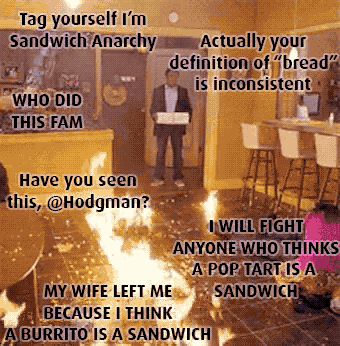 Tag yourself I'm
Sandwich Anarchy
Actually your
definition of "bread"
is inconsistent
WHO DID
THIS FAM
Have you seen
this, @Hodgman?
I WILL FIGHT
ANYONE WHO THINKS
A POP TART IS A
SANDWICH
MY WIFE LEFT ME
BECAUSE I THINK
A BURRITO IS A SANDWICH